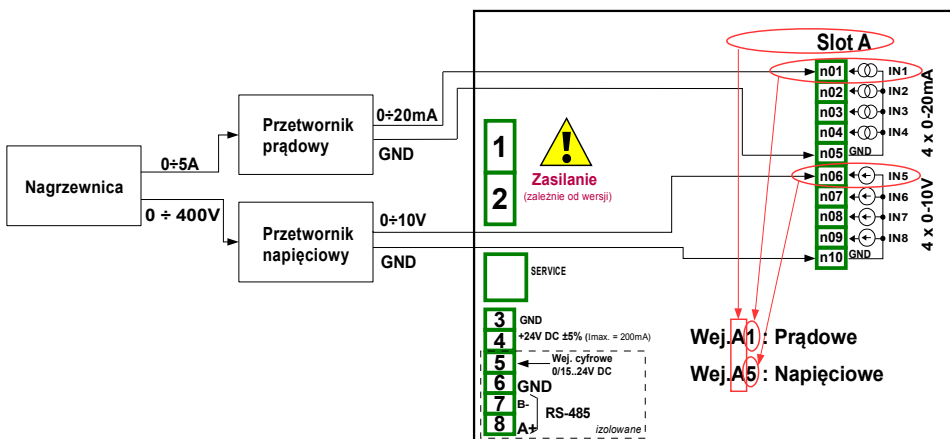 Nagrzewnica
0÷5A
0 ÷ 400V
Przetwornik
prądowy
0÷20mA
GND
Przetwornik
napięciowy
0÷10V
GND
1
2
Zasilanie
(zależnie od wersji)
SERVICE
3 GND
4 +24V DC ±5% (Imax. = 200mA)
5 Wej. cyfrowe
0/15..24V DC
6 GND
7 B-
8 A+
RS-485
izolowane
Slot A
n01 IN1
n02 IN2
n03 IN3
n04 IN4
n05 GND
4 x 0-20mA
n06 IN5
n07 IN6
n08 IN7
n09 IN8
n10 GND
4 x 0-10V
Wej.A1 : Prądowe
Wej.A5 : Napięciowe